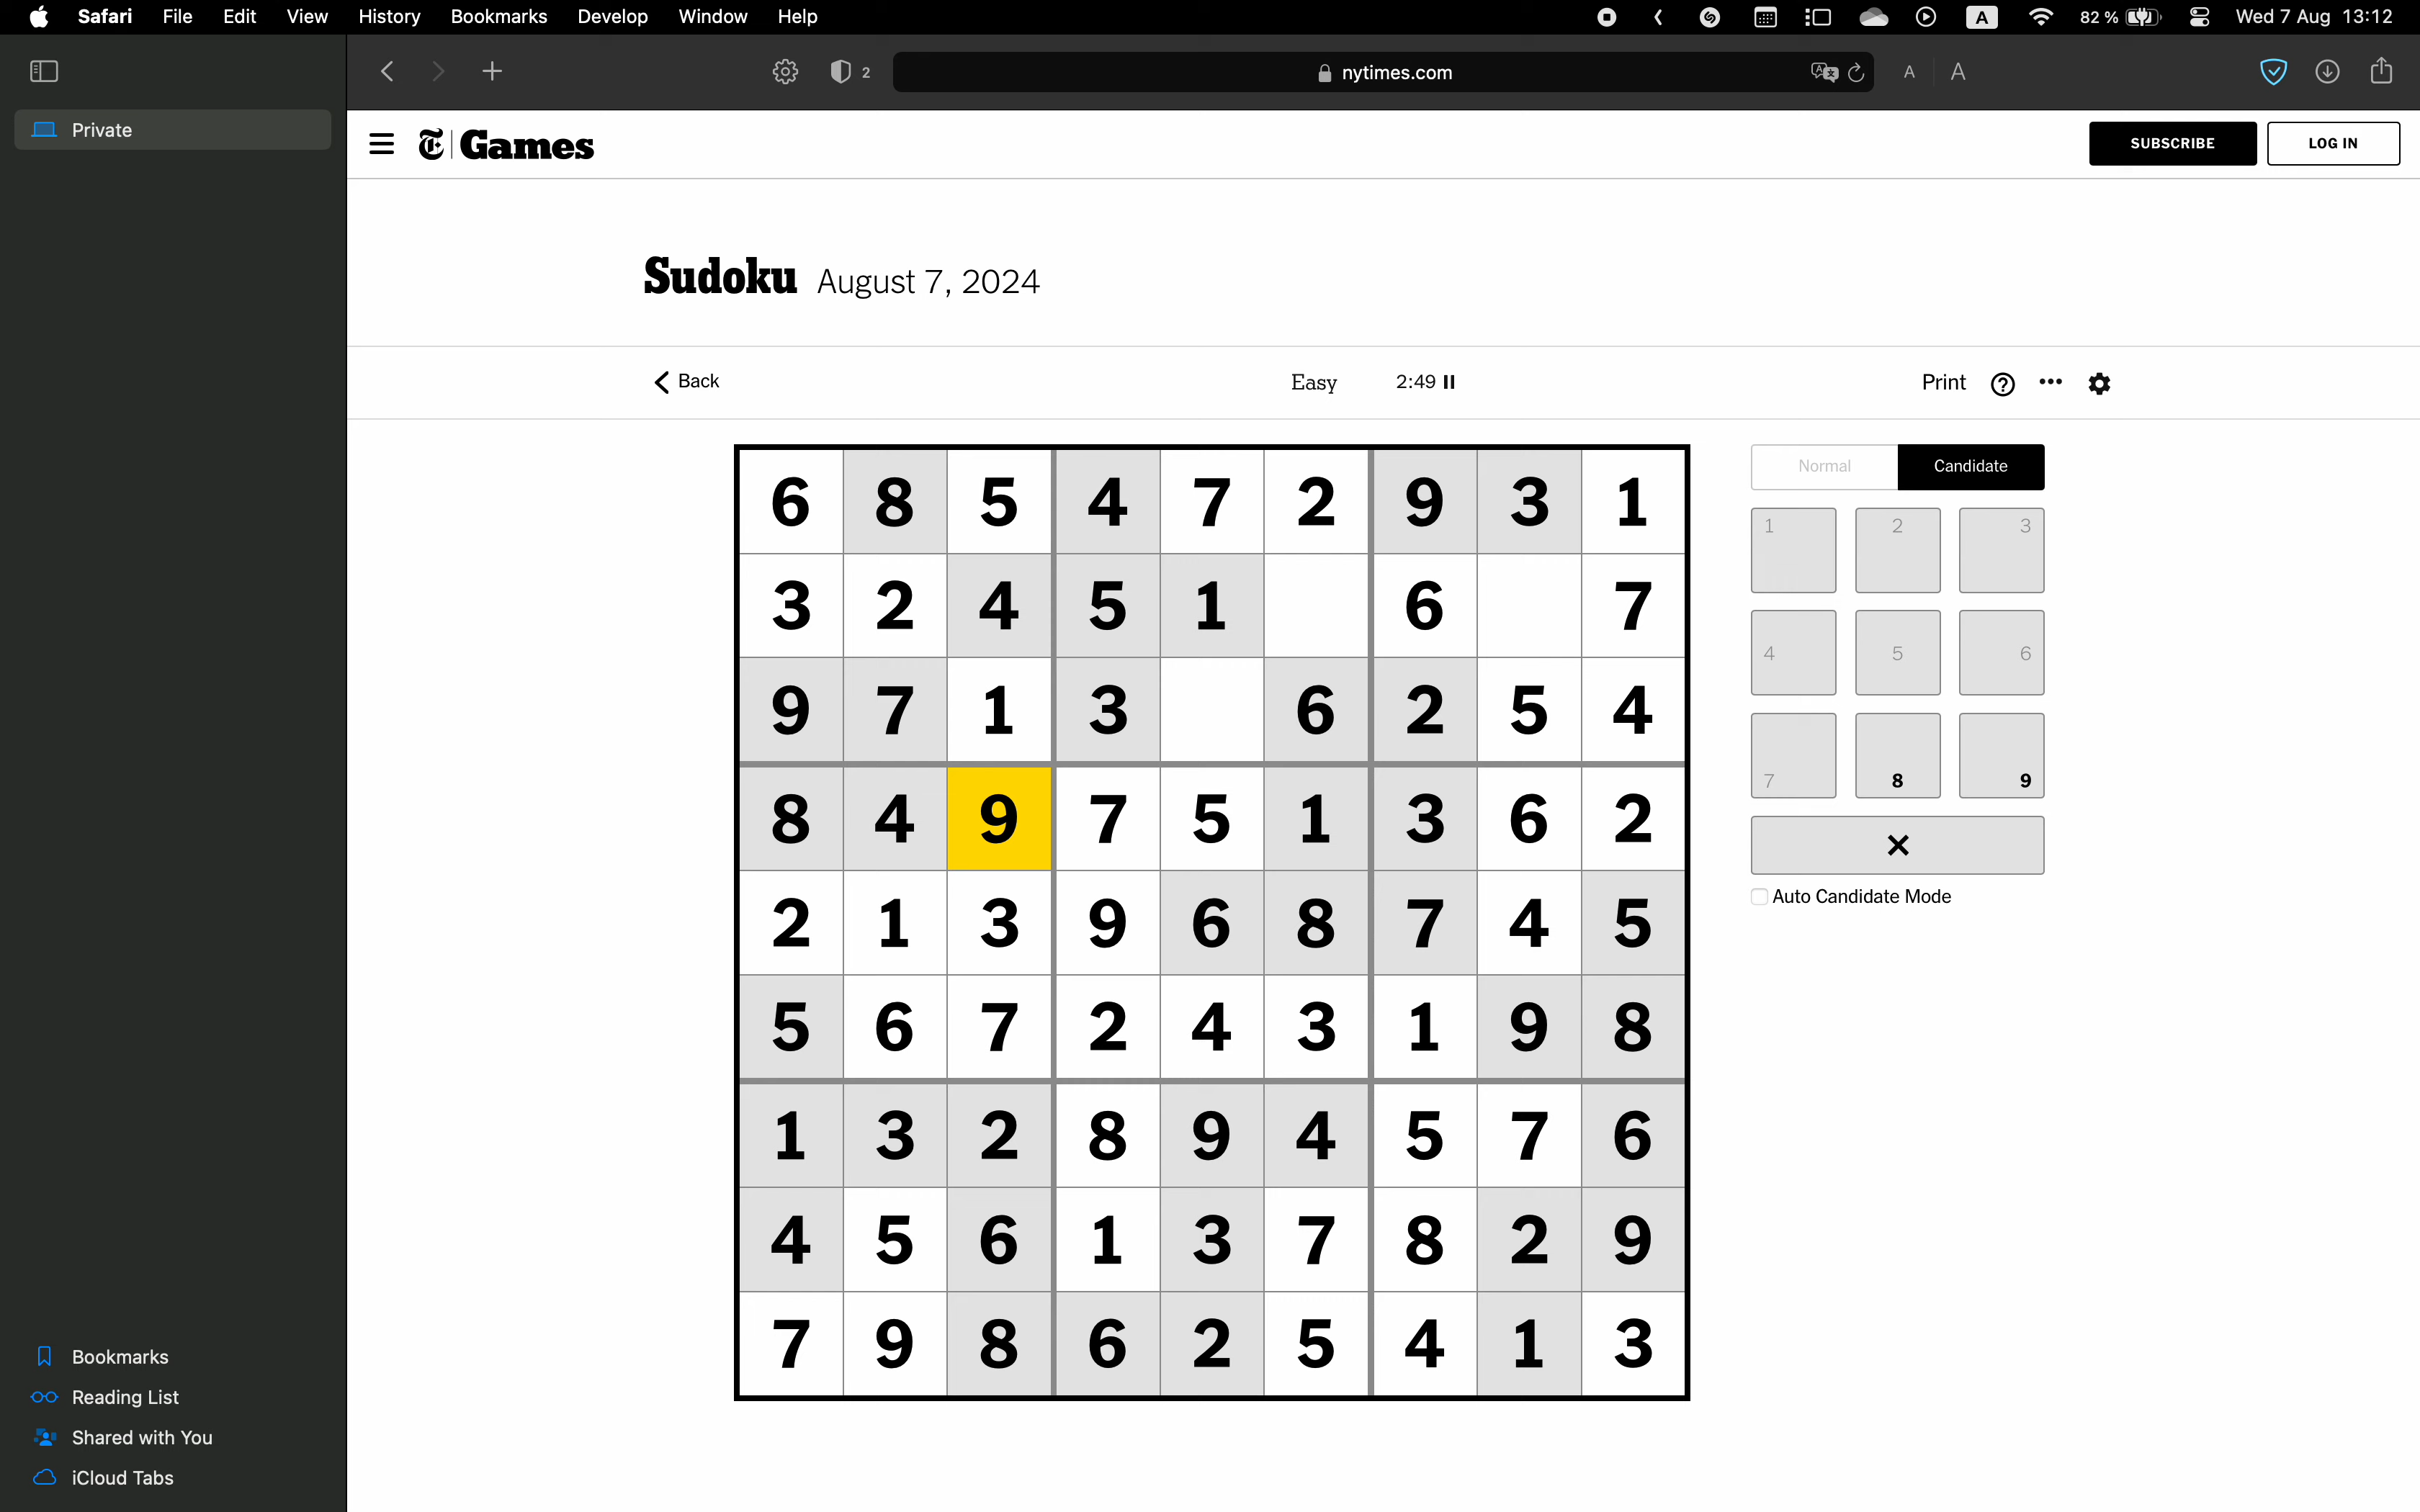 Safari File Edit View History Bookmarks Develop Window Help A 82 % Wed 7 Aug 13:12
2 nytimes.com A A
Private
Games SUBSCRIBE LOG IN
Sudoku August 7, 2024
Back Easy 2:49 Print
Normal Candidate
6 8 5 4 7 2 9 3 1
3 2 4 5 1 6 7
9 7 1 3 6 2 5 4
8 4 9 7 5 1 3 6 2
2 1 3 9 6 8 7 4 5
5 6 7 2 4 3 1 9 8
1 3 2 8 9 4 5 7 6
4 5 6 1 3 7 8 2 9
7 9 8 6 2 5 4 1 3
1 2 3
4 5 6
7 8 9
Auto Candidate Mode
Bookmarks
Reading List
Shared with You
iCloud Tabs